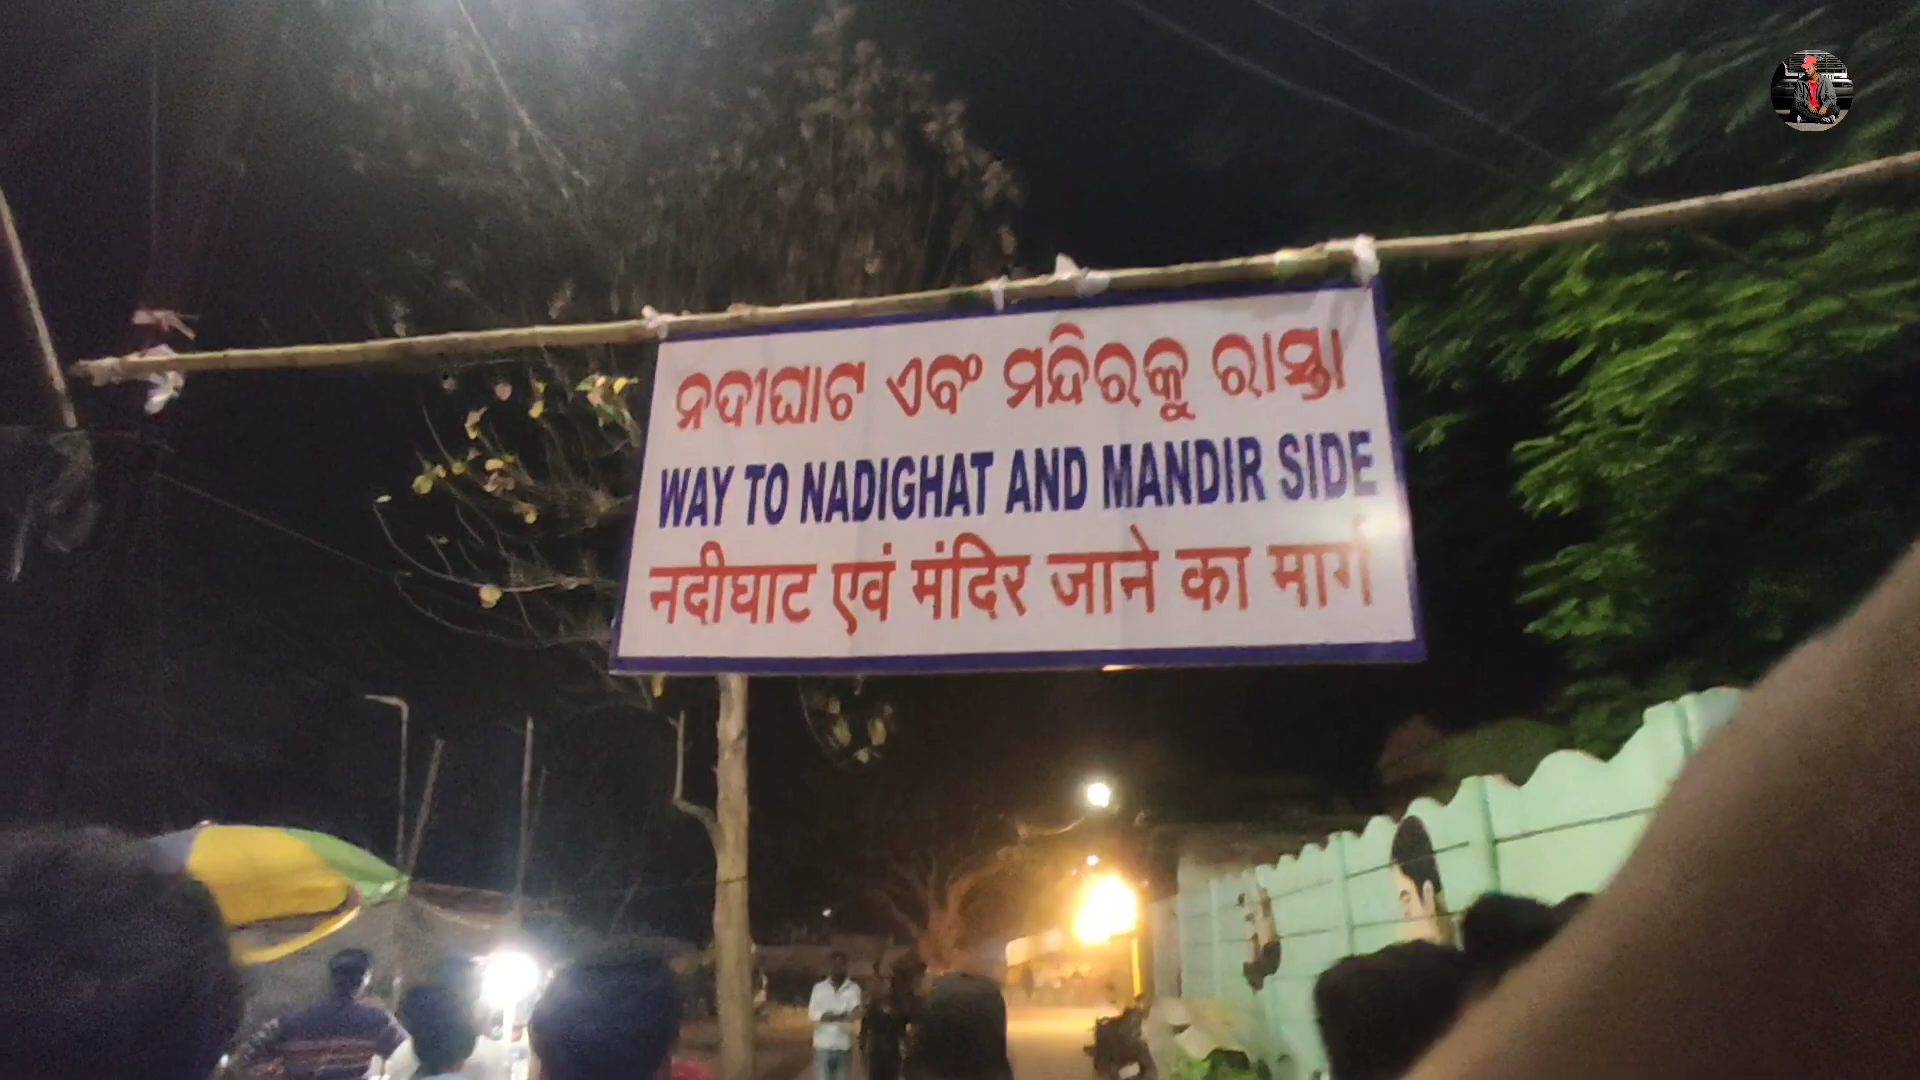 ନଦୀଘାଟ ଏବଂ ମନ୍ଦିରକୁ ରାସ୍ତା
WAY TO NADIGHAT AND MANDIR SIDE
नदीघाट एवं मंदिर जाने का मार्ग